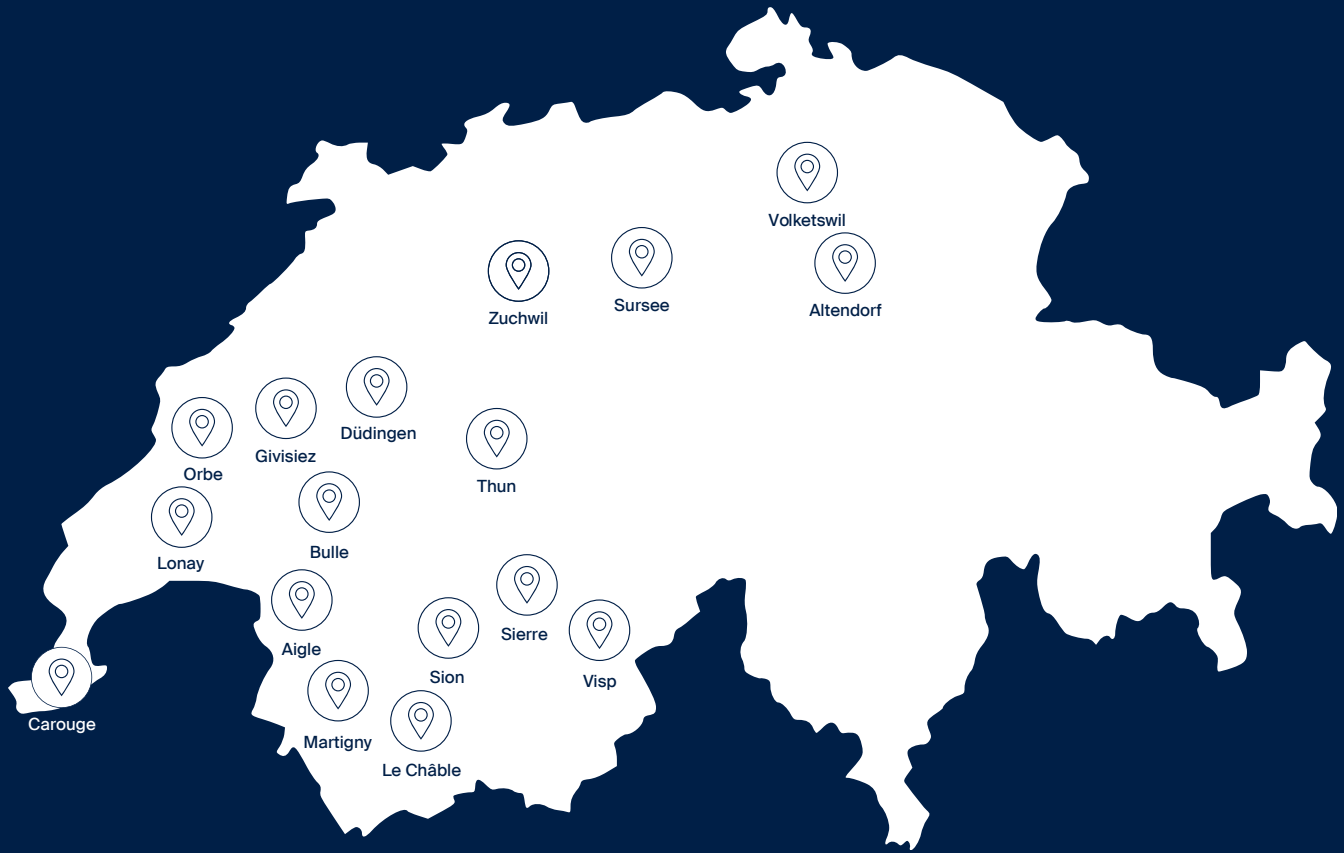 Volketswil
Sursee
Altendorf
Zuchwil
Düdingen
Givisiez
Orbe
Thun
Bulle
Lonay
Sierre
Aigle
Sion
Visp
Carouge
Martigny
Le Châble